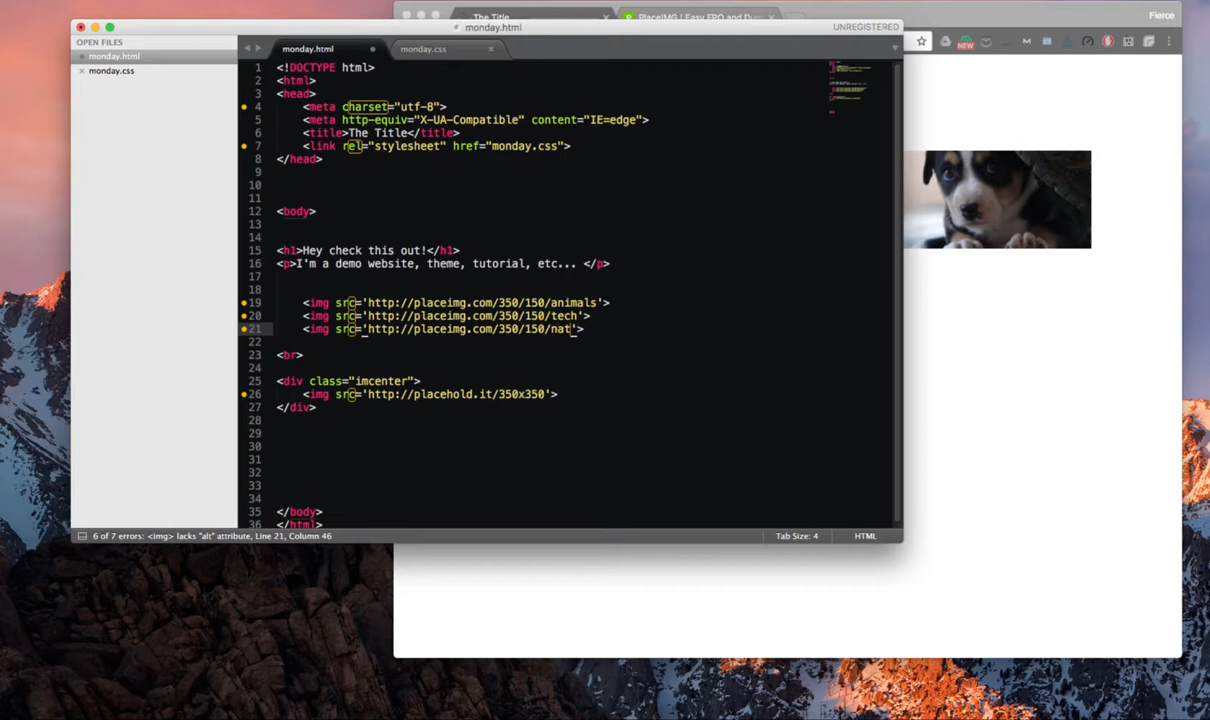 The Title
PlaceIMG | Easy FPO and Du
Fierce
monday.html
UNREGISTERED
OPEN FILES
monday.html
monday.css
monday.html
monday.css
NEW
1 <!DOCTYPE html>
2 <html>
3 <head>
4 <meta charset="utf-8">
5 <meta http-equiv="X-UA-Compatible" content="IE=edge">
6 <title>The Title</title>
7 <link rel="stylesheet" href="monday.css">
8 </head>
9
10
11
12 <body>
13
14
15 <h1>Hey check this out!</h1>
16 <p>I'm a demo website, theme, tutorial, etc... </p>
17
18
19 <img src='http://placeimg.com/350/150/animals'>
20 <img src='http://placeimg.com/350/150/tech'>
21 <img src='http://placeimg.com/350/150/nat'>
22
23 <br>
24
25 <div class="imcenter">
26 <img src='http://placehold.it/350x350'>
27 </div>
28
29
30
31
32
33
34
35 </body>
36 </html>
6 of 7 errors: <img> lacks "alt" attribute, Line 21, Column 46
Tab Size: 4
HTML